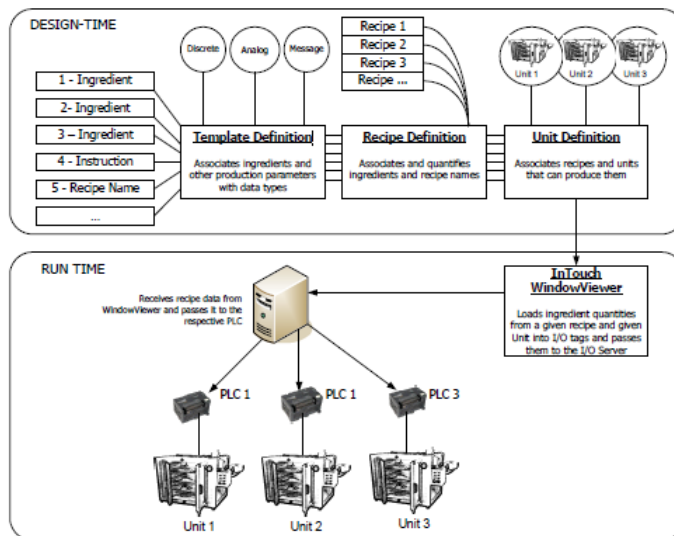 DESIGN-TIME
Discrete
Analog
Message
Recipe 1
Recipe 2
Recipe 3
Recipe ...
Unit 1
Unit 2
Unit 3
1 - Ingredient
2- Ingredient
3 – Ingredient
4 - Instruction
5 - Recipe Name
...
Template Definition
Associates ingredients and
other production parameters
with data types
Recipe Definition
Associates and quantifies
ingredients and recipe names
Unit Definition
Associates recipes and units
that can produce them
RUN TIME
Receives recipe data from
WindowViewer and passes it to the
respective PLC
InTouch
WindowViewer
Loads ingredient quantities
from a given recipe and given
Unit into I/O tags and passes
them to the I/O Server
PLC 1
PLC 1
PLC 3
Unit 1
Unit 2
Unit 3